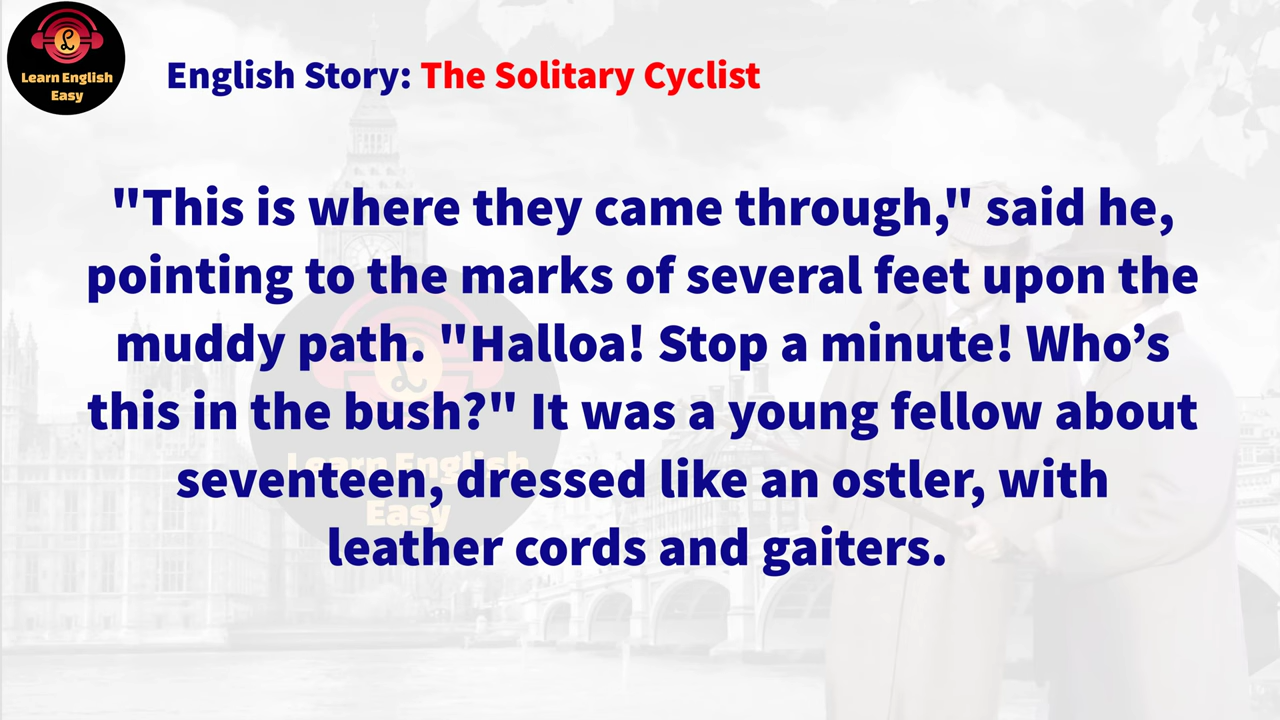 Learn English
Easy
English Story: The Solitary Cyclist
"This is where they came through," said he,
pointing to the marks of several feet upon the
muddy path. "Halloa! Stop a minute! Who’s
this in the bush?" It was a young fellow about
seventeen, dressed like an ostler, with
leather cords and gaiters.
Learn English
Easy